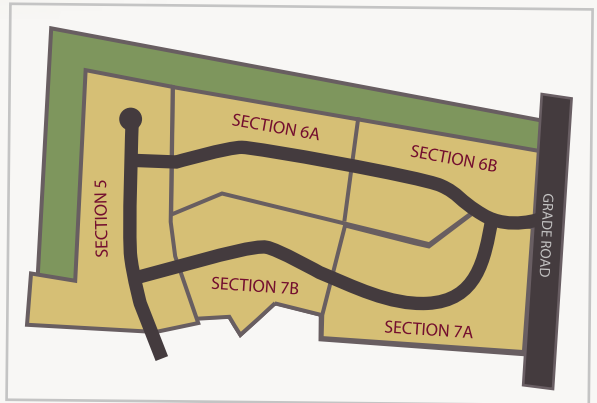 SECTION 6A
SECTION 6B
SECTION 5
GRADE ROAD
SECTION 7B
SECTION 7A